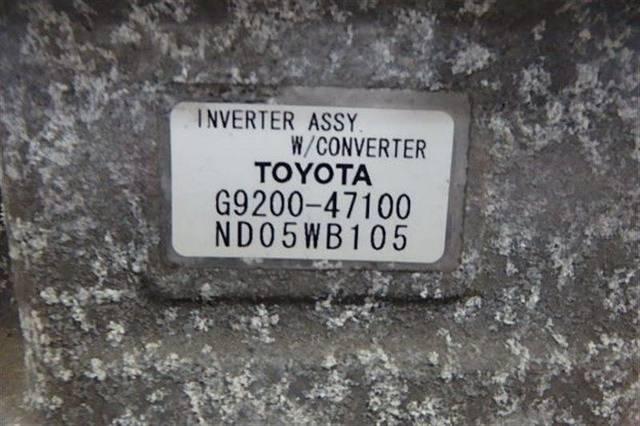 INVERTER ASSY.
W/CONVERTER
TOYOTA
G9200-47100
ND05WB105